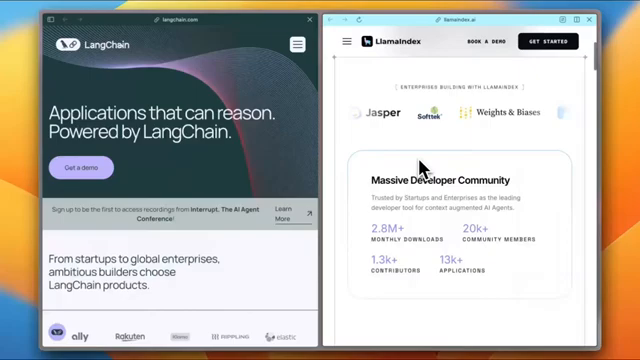 langchain.com
LangChain
Applications that can reason.
Powered by LangChain.
Get a demo
Sign up to be the first to access recordings from Interrupt. The AI Agent
Conference!
Learn
More
From startups to global enterprises,
ambitious builders choose
LangChain products.
ally
Rakuten
Klarna
RIPPLING
elastic
llamaindex.ai
LlamaIndex
BOOK A DEMO
GET STARTED
ENTERPRISES BUILDING WITH LLAMAINDEX
Jasper
Softtek
Weights & Biases
Massive Developer Community
Trusted by Startups and Enterprises as the leading
developer tool for context augmented AI Agents.
2.8M+
MONTHLY DOWNLOADS
20k+
COMMUNITY MEMBERS
1.3k+
CONTRIBUTORS
13k+
APPLICATIONS